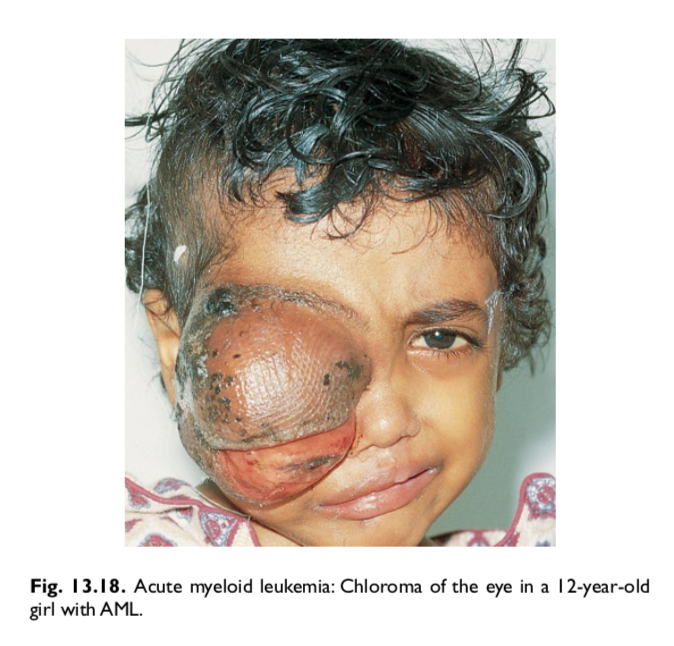 Fig. 13.18. Acute myeloid leukemia: Chloroma of the eye in a 12-year-old
girl with AML.